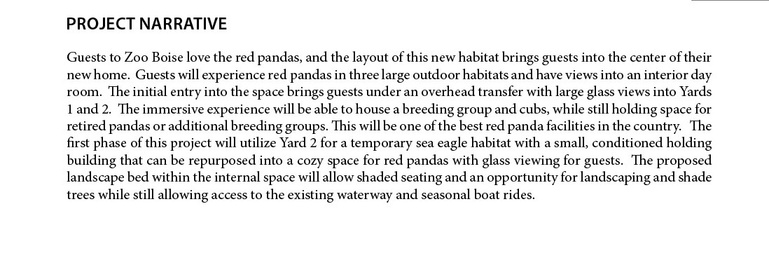 PROJECT NARRATIVE
Guests to Zoo Boise love the red pandas, and the layout of this new habitat brings guests into the center of their
new home.  Guests will experience red pandas in three large outdoor habitats and have views into an interior day
room.  The initial entry into the space brings guests under an overhead transfer with large glass views into Yards
1 and 2.  The immersive experience will be able to house a breeding group and cubs, while still holding space for
retired pandas or additional breeding groups. This will be one of the best red panda facilities in the country.   The
first phase of this project will utilize Yard 2 for a temporary sea eagle habitat with a small, conditioned holding
building that can be repurposed into a cozy space for red pandas with glass viewing for guests.  The proposed
landscape bed within the internal space will allow shaded seating and an opportunity for landscaping and shade
trees while still allowing access to the existing waterway and seasonal boat rides.